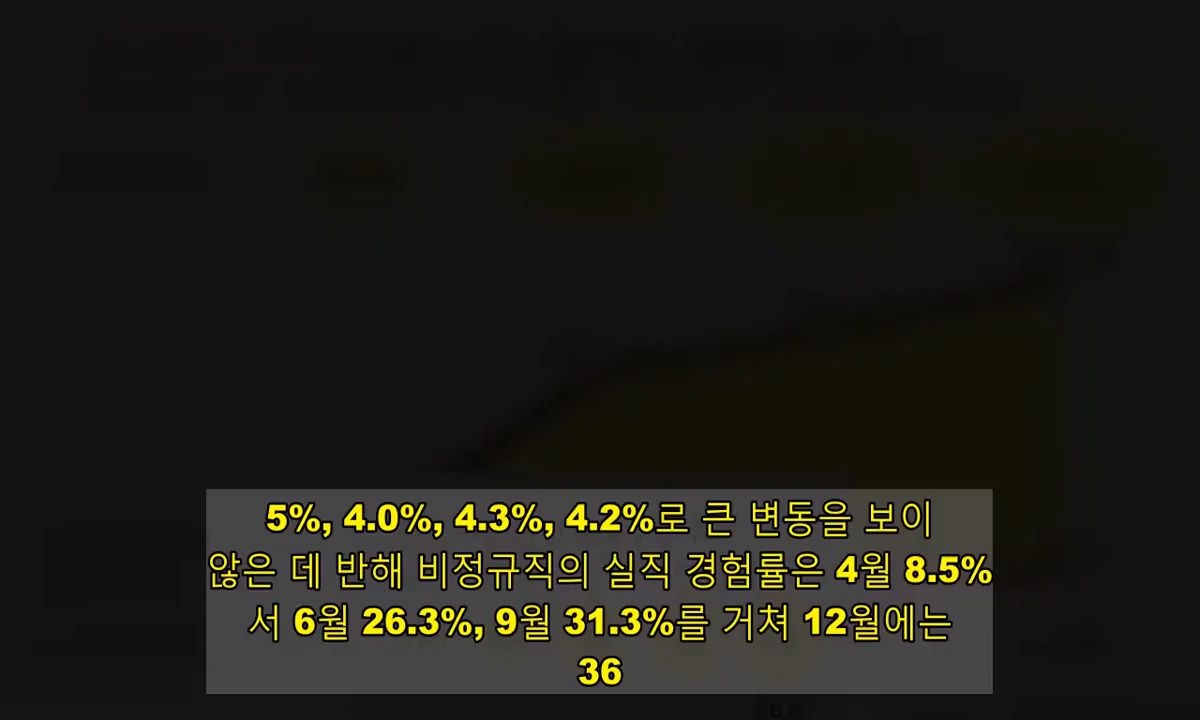 5%, 4.0%, 4.3%, 4.2%로 큰 변동을 보이
않은 데 반해 비정규직의 실직 경험률은 4월 8.5%
서 6월 26.3%, 9월 31.3%를 거쳐 12월에는
36